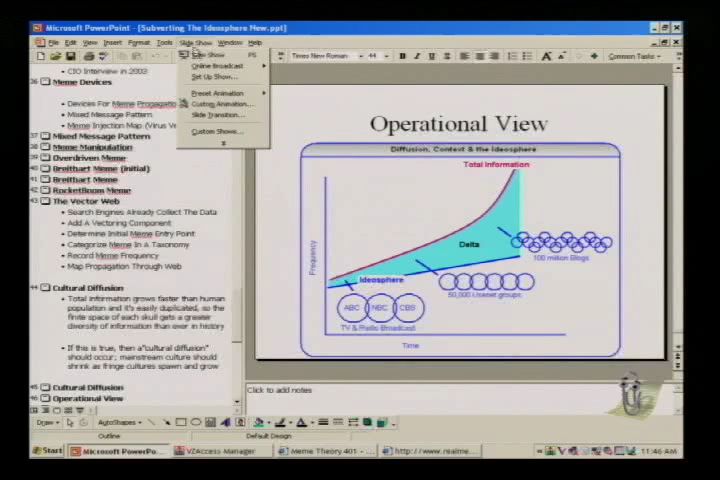 Microsoft PowerPoint - [Subverting The Ideosphere New.ppt]
File Edit View Insert Format Tools Slide Show Window Help
Times New Roman 44 B I U S Common Tasks
View Show F5
Online Broadcast
Set Up Show...
Preset Animation
Custom Animation...
Slide Transition...
Custom Shows...
CIO Interview in 2003
36 Meme Devices
Devices For Meme Propagatio
Mixed Message Pattern
Meme Injection Map (Virus Ve
37 Mixed Message Pattern
38 Meme Manipulation
39 Overdriven Meme
40 Breitbart Meme (initial)
41 Breitbart Meme
42 RocketBoom Meme
43 The Vector Web
Search Engines Already Collect The Data
Add A Vectoring Component
Determine Initial Meme Entry Point
Categorize Meme In A Taxonomy
Record Meme Frequency
Map Propagation Through Web
44 Cultural Diffusion
Total information grows faster than human
population and it's easily duplicated, so the
finite space of each skull gets a greater
diversity of information than ever in history
If this is true, then a "cultural diffusion"
should occur; mainstream culture should
shrink as fringe cultures spawn and grow
45 Cultural Diffusion
46 Operational View
Operational View
Diffusion, Context & the Ideosphere
Total Information
Frequency
Delta
Ideosphere
100 million Blogs
50,000 Usenet groups
ABC NBC CBS
TV & Radio Broadcast
Time
Click to add notes
Draw AutoShapes
Outline Default Design
Start Microsoft PowerPo... VZAccess Manager Meme Theory 401 - ... http://www.realme... 11:46 AM